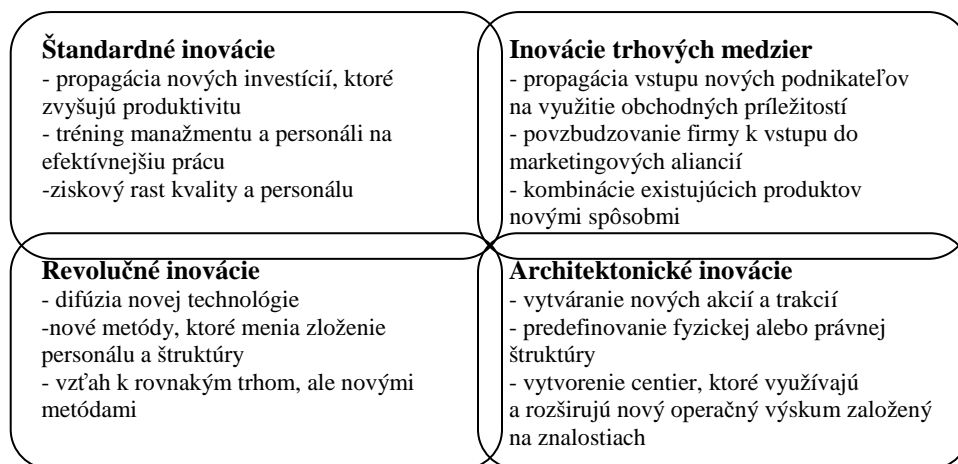 Štandardné inovácie
- propagácia nových investícií, ktoré
zvyšujú produktivitu
- tréning manažmentu a personáli na
efektívnejšiu prácu
-ziskový rast kvality a personálu
Inovácie trhových medzier
- propagácia vstupu nových podnikateľov
na využitie obchodných príležitostí
- povzbudzovanie firmy k vstupu do
marketingových aliancií
- kombinácie existujúcich produktov
novými spôsobmi
Revolučné inovácie
- difúzia novej technológie
-nové metódy, ktoré menia zloženie
personálu a štruktúry
- vzťah k rovnakým trhom, ale novými
metódami
Architektonické inovácie
- vytváranie nových akcií a trakcií
- predefinovanie fyzickej alebo právnej
štruktúry
- vytvorenie centier, ktoré využívajú
a rozširujú nový operačný výskum založený
na znalostiach